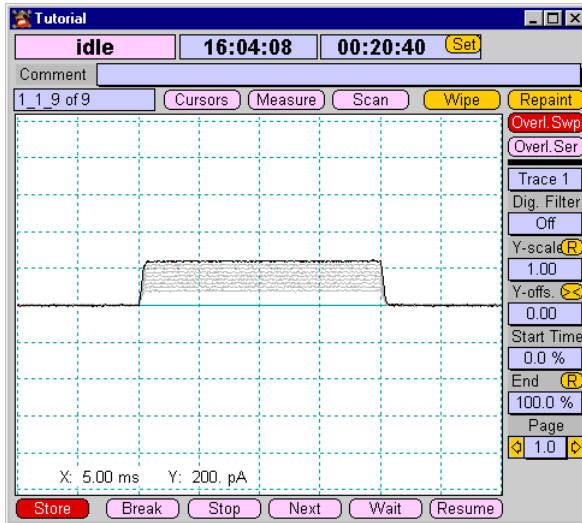 Tutorial
idle 16:04:08 00:20:40 Set
Comment
1_1_9 of 9 Cursors Measure Scan Wipe Repaint
Overl.Swp
Overl.Ser
Trace 1
Dig. Filter
Off
Y-scale R
1.00
Y-offs. ><
0.00
Start Time
0.0 %
End R
100.0 %
Page
1.0
X: 5.00 ms Y: 200. pA
Store Break Stop Next Wait Resume